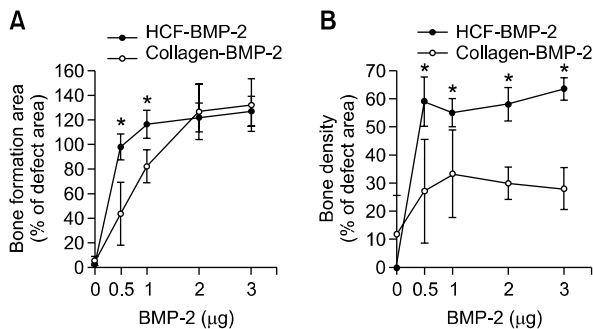 A
HCF-BMP-2
Collagen-BMP-2
Bone formation area
(% of defect area)
160
140
120
100
80
60
40
20
0
* *
0 0.5 1 2 3
BMP-2 (μg)
B
HCF-BMP-2
Collagen-BMP-2
Bone density
(% of defect area)
70
60
50
40
30
20
10
0
* * * *
0 0.5 1 2 3
BMP-2 (μg)